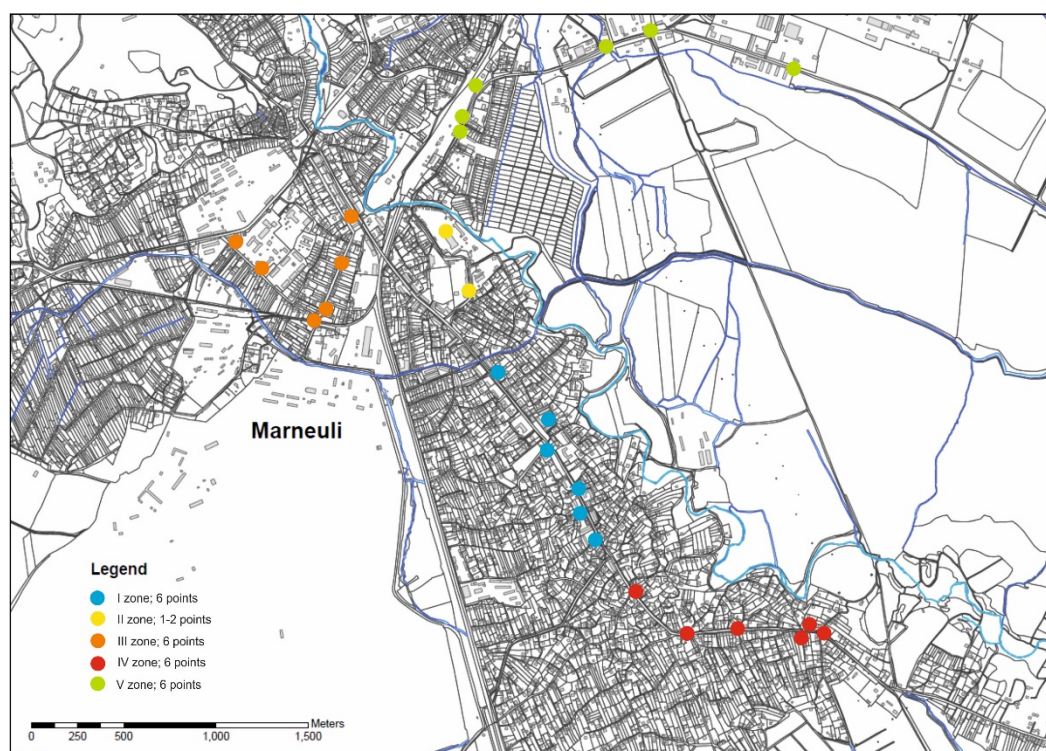 Marneuli
Legend
I zone; 6 points
II zone; 1-2 points
III zone; 6 points
IV zone; 6 points
V zone; 6 points
Meters
0 250 500 1,000 1,500